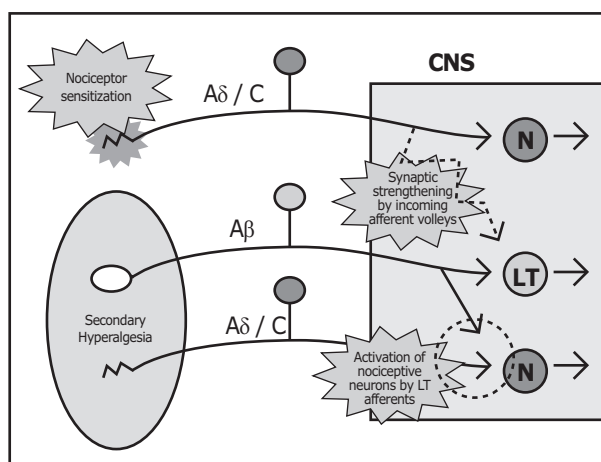 Nociceptor
sensitization
Aδ / C
CNS
N
Synaptic
strengthening
by incoming
afferent volleys
Aβ
LT
Secondary
Hyperalgesia
Aδ / C
Activation of
nociceptive
neurons by LT
afferents
N